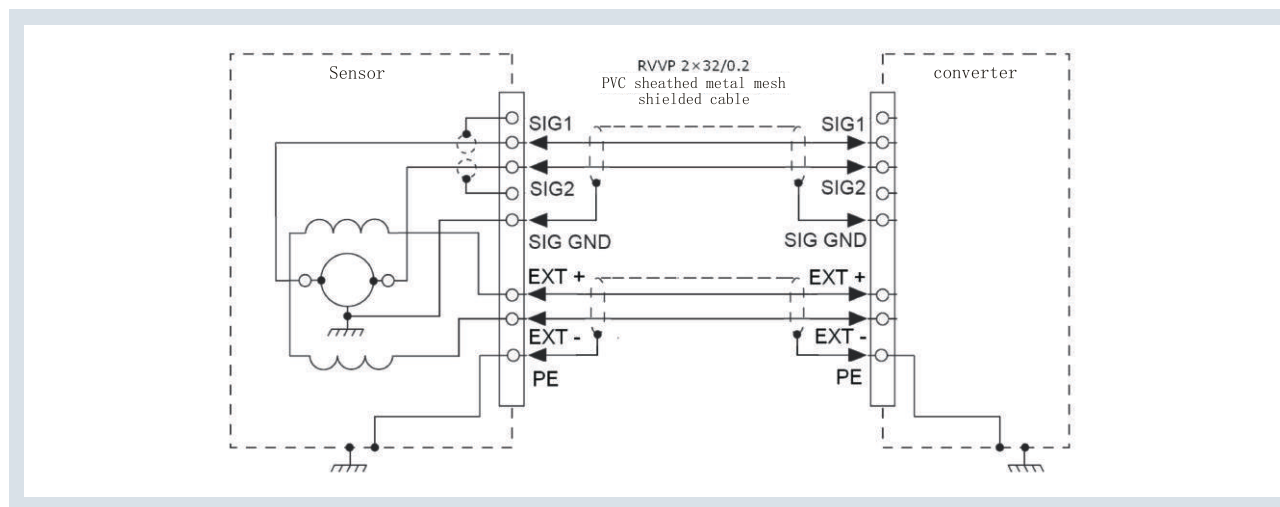 Sensor
RVVP 2×32/0.2
PVC sheathed metal mesh
shielded cable
converter
SIG1
SIG1
SIG2
SIG2
SIG GND
SIG GND
EXT +
EXT +
EXT -
EXT -
PE
PE